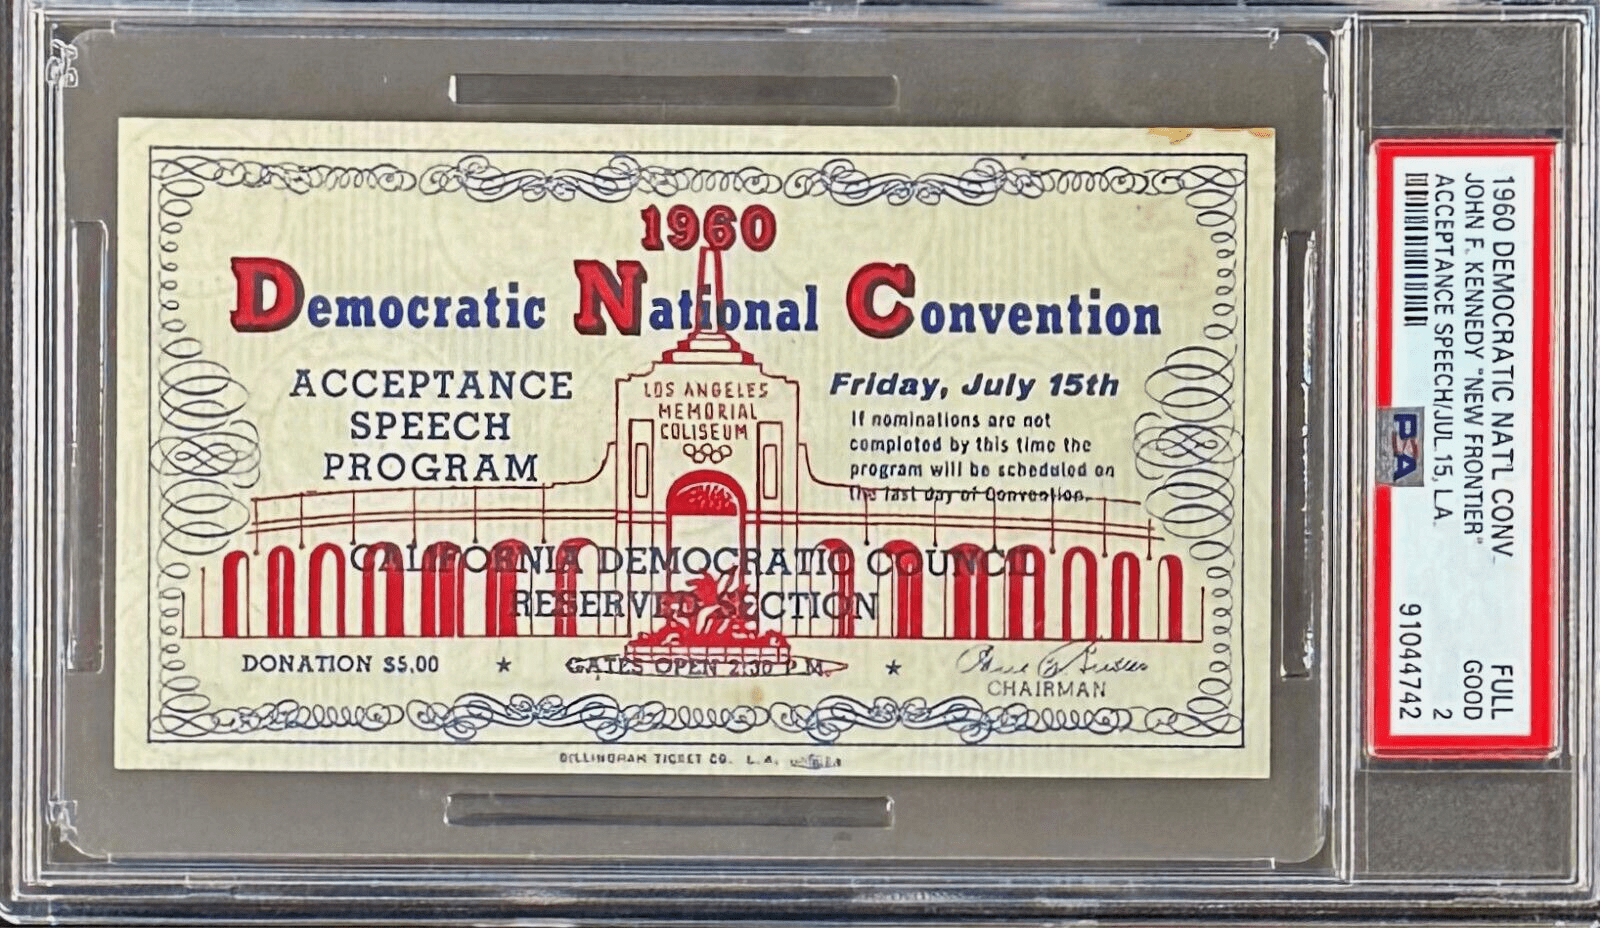 1960
Democratic National Convention
ACCEPTANCE
SPEECH
PROGRAM
LOS ANGELES
MEMORIAL
COLISEUM
Friday, July 15th
If nominations are not
completed by this time the
program will be scheduled on
the last day of Convention.
CALIFORNIA DEMOCRATIC COUNCIL
RESERVED SECTION
DONATION $5.00 ★ GATES OPEN 2:30 P.M. ★
CHAIRMAN
TICKET CO. L.A.
1960 DEMOCRATIC NAT'L CONV- FULL
JOHN F. KENNEDY "NEW FRONTIER" GOOD
ACCEPTANCE SPEECH/JUL 15, L.A. 2
91044742
PSA